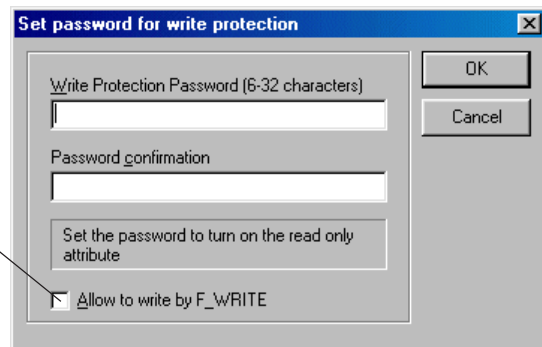 Set password for write protection
OK
Write Protection Password (6-32 characters)
Cancel
Password confirmation
Set the password to turn on the read only
attribute
Allow to write by F_WRITE